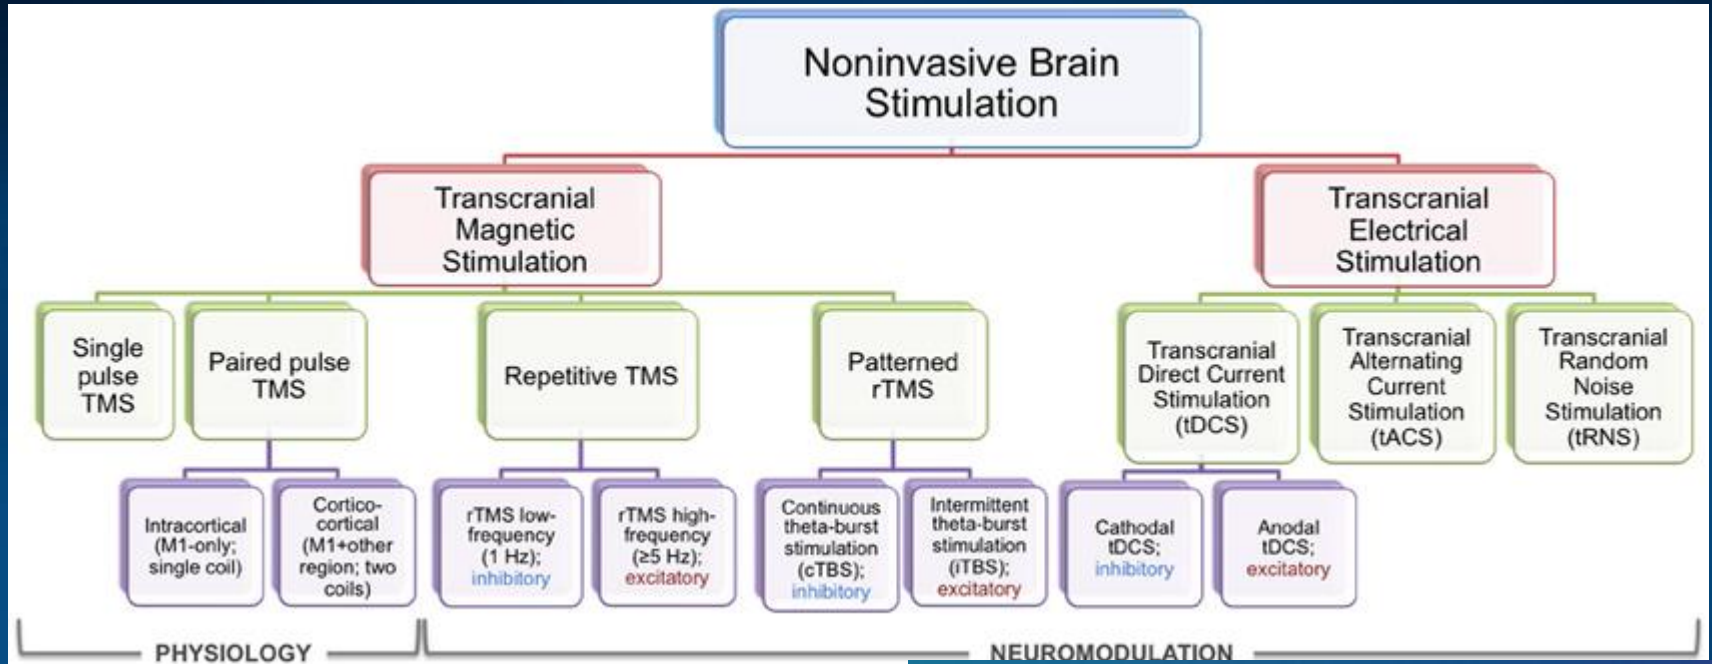 Noninvasive Brain
Stimulation
Transcranial
Magnetic
Stimulation
Transcranial
Electrical
Stimulation
Single
pulse
TMS
Paired pulse
TMS
Repetitive TMS
Patterned
rTMS
Transcranial
Direct Current
Stimulation
(tDCS)
Transcranial
Alternating
Current
Stimulation
(tACS)
Transcranial
Random
Noise
Stimulation
(tRNS)
Intracortical
(M1-only;
single coil)
Cortico-
cortical
(M1+other
region; two
coils)
rTMS low-
frequency
(1 Hz);
inhibitory
rTMS high-
frequency
(≥5 Hz);
excitatory
Continuous
theta-burst
stimulation
(cTBS);
inhibitory
Intermittent
theta-burst
stimulation
(iTBS);
excitatory
Cathodal
tDCS;
inhibitory
Anodal
tDCS;
excitatory
PHYSIOLOGY
NEUROMODULATION